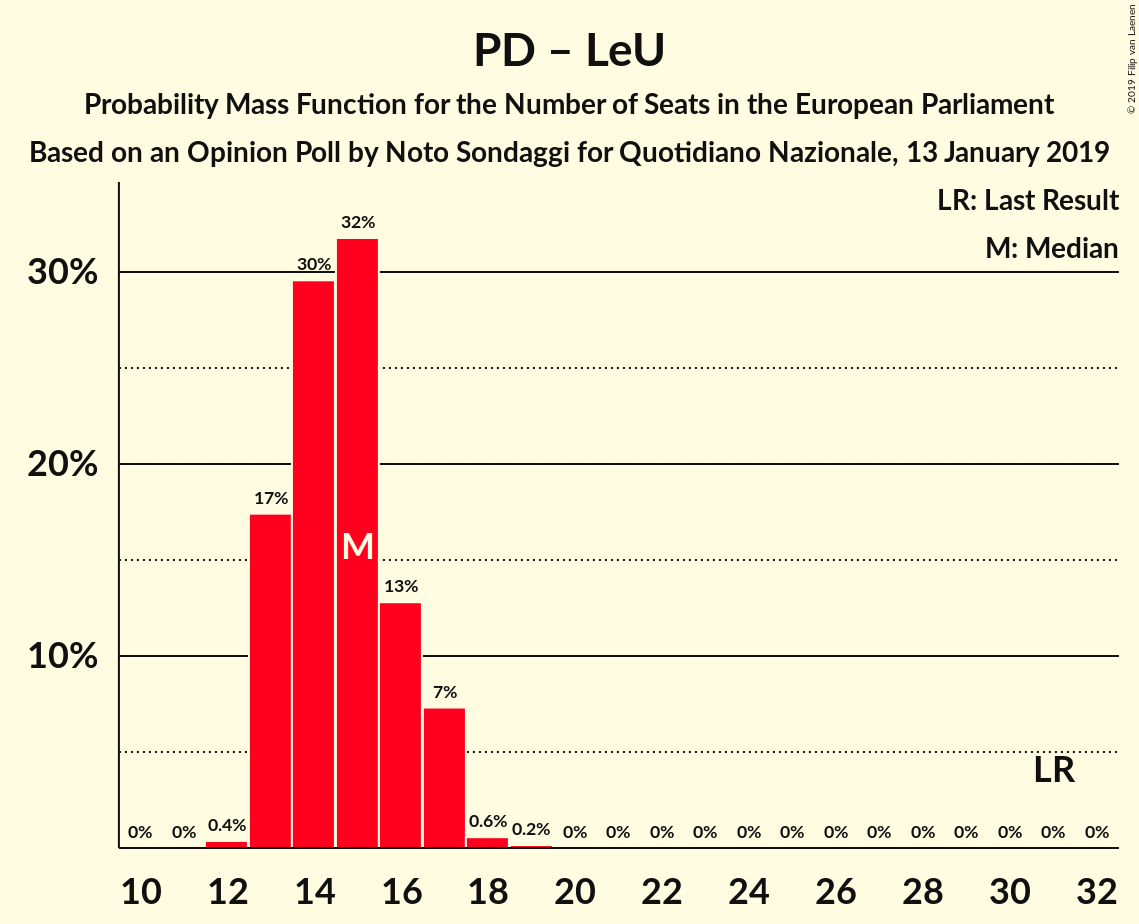 PD – LeU
Probability Mass Function for the Number of Seats in the European Parliament
Based on an Opinion Poll by Noto Sondaggi for Quotidiano Nazionale, 13 January 2019
© 2019 Filip van Laenen
LR: Last Result
M: Median
30%
20%
10%
0% 0% 0.4% 17% 30% 32% 13% 7% 0.6% 0.2% 0% 0% 0% 0% 0% 0% 0% 0% 0% 0% 0% 0% 0%
M
LR
10 12 14 16 18 20 22 24 26 28 30 32